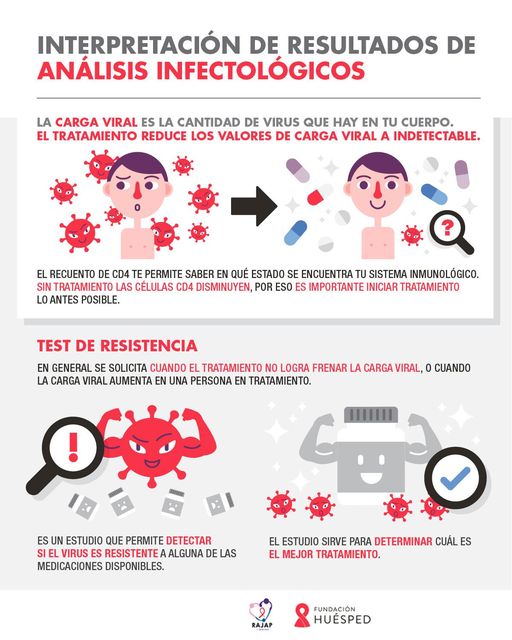 INTERPRETACIÓN DE RESULTADOS DE
ANÁLISIS INFECTOLÓGICOS
LA CARGA VIRAL ES LA CANTIDAD DE VIRUS QUE HAY EN TU CUERPO.
EL TRATAMIENTO REDUCE LOS VALORES DE CARGA VIRAL A INDETECTABLE.
?
EL RECUENTO DE CD4 TE PERMITE SABER EN QUÉ ESTADO SE ENCUENTRA TU SISTEMA INMUNOLÓGICO.
SIN TRATAMIENTO LAS CÉLULAS CD4 DISMINUYEN, POR ESO ES IMPORTANTE INICIAR TRATAMIENTO
LO ANTES POSIBLE.
TEST DE RESISTENCIA
EN GENERAL SE SOLICITA CUANDO EL TRATAMIENTO NO LOGRA FRENAR LA CARGA VIRAL, O CUANDO
LA CARGA VIRAL AUMENTA EN UNA PERSONA EN TRATAMIENTO.
!
ES UN ESTUDIO QUE PERMITE DETECTAR
SI EL VIRUS ES RESISTENTE A ALGUNA DE LAS
MEDICACIONES DISPONIBLES.
EL ESTUDIO SIRVE PARA DETERMINAR CUÁL ES
EL MEJOR TRATAMIENTO.
RAJAP
FUNDACIÓN
HUÉSPED